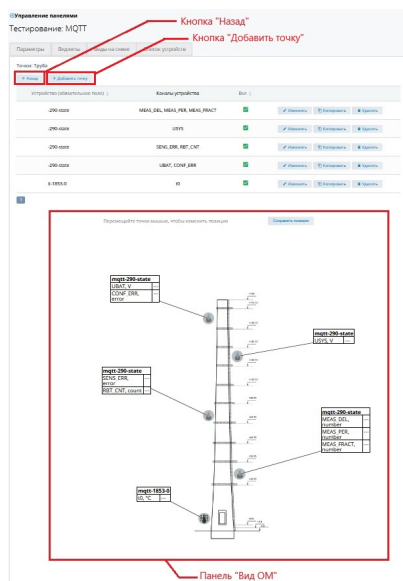 Управление панелями
Кнопка "Назад"
Тестирование: MQTT
Кнопка "Добавить точку"
Параметры Виджеты Виды на схеме Список устройств
Точки: Труба
Назад + Добавить точку
Устройство (обязательное поле) Каналы устройства Вкл
-290-state MEAS_DEL, MEAS_PER, MEAS_FRACT Изменить Копировать Удалить
-290-state USYS Изменить Копировать Удалить
-290-state SENS_ERR, RBT_CNT Изменить Копировать Удалить
-290-state UBAT, CONF_ERR Изменить Копировать Удалить
t-1853-0 t0 Изменить Копировать Удалить
1
Перемещайте точки мышью, чтобы изменить позицию Сохранить позиции
mqtt-290-state
UBAT, V ---
CONF_ERR, error ---
mqtt-290-state
USYS, V ---
mqtt-290-state
SENS_ERR, error ---
RBT_CNT, count ---
mqtt-290-state
MEAS_DEL, number ---
MEAS_PER, number ---
MEAS_FRACT, number ---
mqtt-1853-0
t0, °C ---
Панель "Вид ОМ"